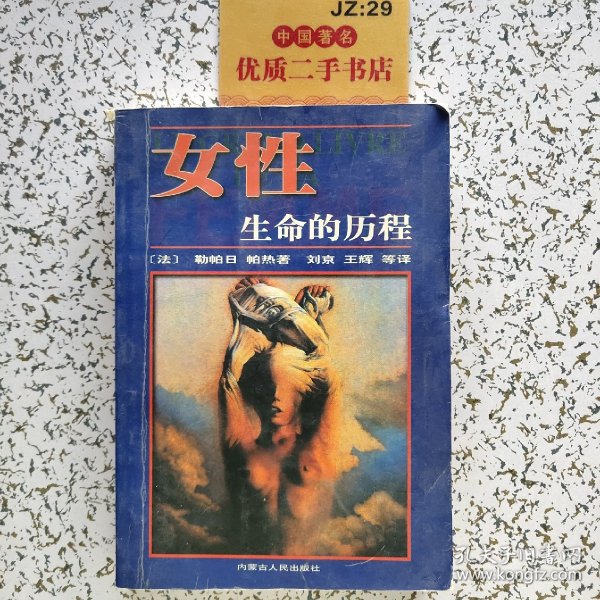 JZ:29
中国著名
优质二手书店
LIVRE
女性
生命的历程
〔法〕 勒帕日 帕热著 刘京 王辉 等译
内蒙古人民出版社
孔夫子旧书网
www.kongfz.com